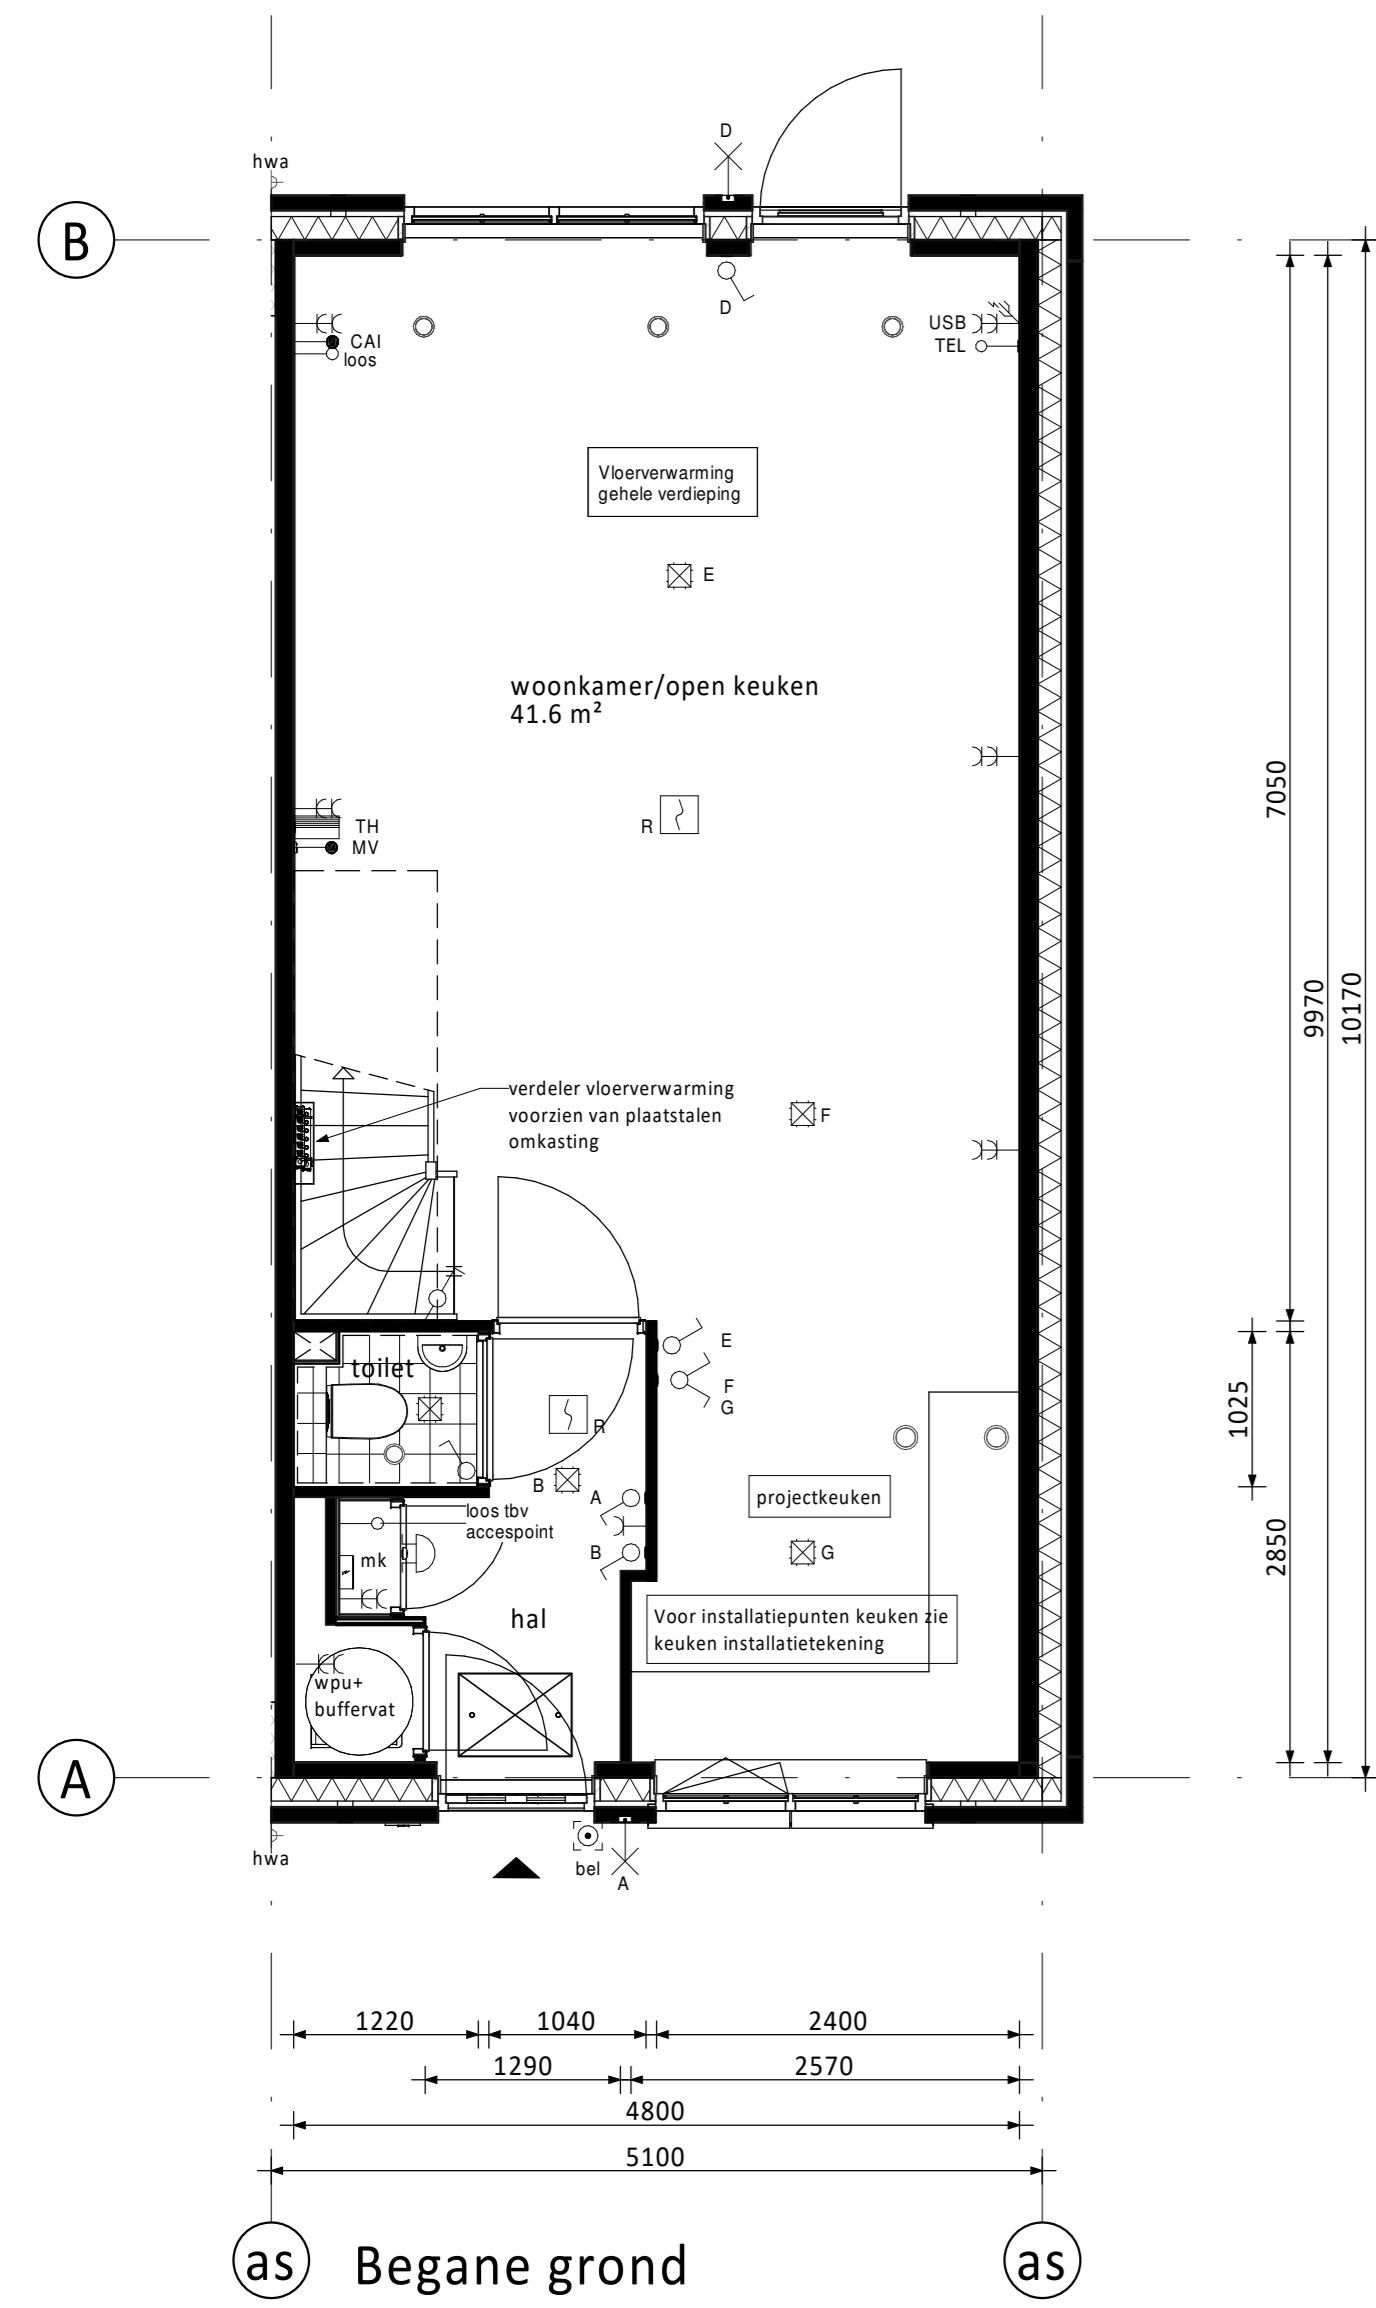 D
hwa
B
D
CAI
loos
USB
TEL
Vloerverwarming
gehele verdieping
E
woonkamer/open keuken
41.6 m²
R
TH
MV
7050
9970
10170
verdeler vloerverwarming
voorzien van plaatstalen
omkasting
F
toilet
E
F
G
R
1025
B
A
projectkeuken
loos tbv
accespoint
mk
B
G
2850
hal
Voor installatiepunten keuken zie
keuken installatietekening
wpu+
buffervat
A
hwa
bel
A
1220
1040
2400
1290
2570
4800
5100
as
Begane grond
as